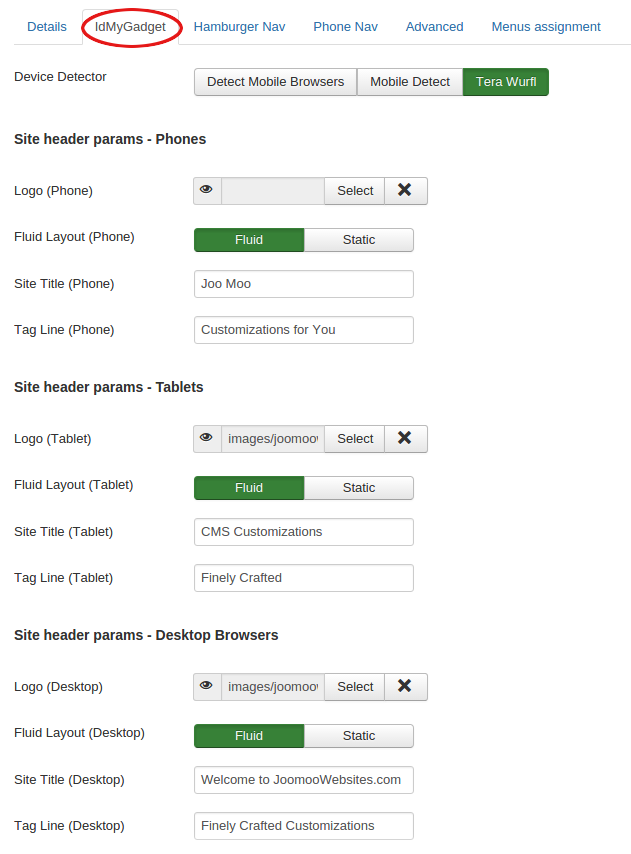 Details IdMyGadget Hamburger Nav Phone Nav Advanced Menus assignment
Device Detector Detect Mobile Browsers Mobile Detect Tera Wurfl
Site header params - Phones
Logo (Phone) Select
Fluid Layout (Phone) Fluid Static
Site Title (Phone) Joo Moo
Tag Line (Phone) Customizations for You
Site header params - Tablets
Logo (Tablet) images/joomoow Select
Fluid Layout (Tablet) Fluid Static
Site Title (Tablet) CMS Customizations
Tag Line (Tablet) Finely Crafted
Site header params - Desktop Browsers
Logo (Desktop) images/joomoow Select
Fluid Layout (Desktop) Fluid Static
Site Title (Desktop) Welcome to JoomooWebsites.com
Tag Line (Desktop) Finely Crafted Customizations